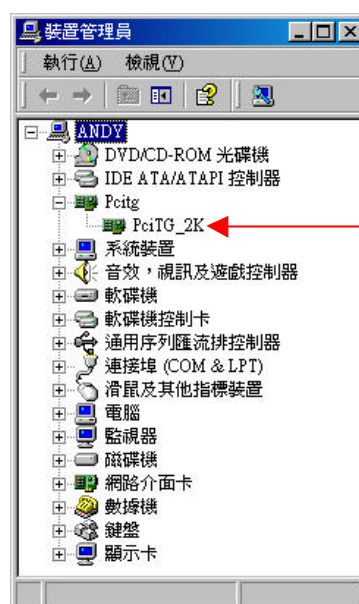 裝置管理員
執行(A) 檢視(V)
ANDY
DVD/CD-ROM 光碟機
IDE ATA/ATAPI 控制器
Pcitg
PciTG_2K
系統裝置
音效，視訊及遊戲控制器
軟碟機
軟碟機控制卡
通用序列匯流排控制器
連接埠 (COM & LPT)
滑鼠及其他指標裝置
電腦
監視器
磁碟機
網路介面卡
數據機
鍵盤
顯示卡